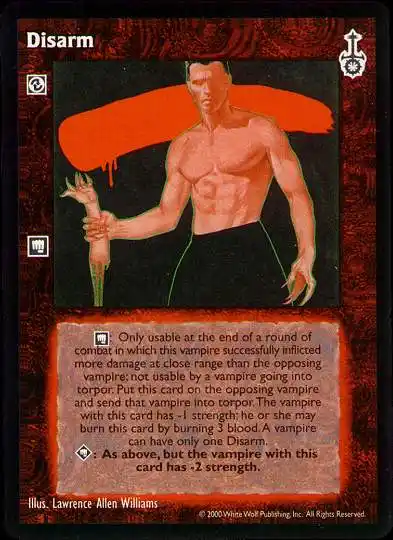 Disarm
: Only usable at the end of a round of
combat in which this vampire successfully inflicted
more damage at close range than the opposing
vampire; not usable by a vampire going into
torpor. Put this card on the opposing vampire
and send that vampire into torpor. The vampire
with this card has -1 strength; he or she may
burn this card by burning 3 blood. A vampire
can have only one Disarm.
: As above, but the vampire with this
card has -2 strength.
Illus. Lawrence Allen Williams
© 2000 White Wolf Publishing, Inc. All Rights Reserved.